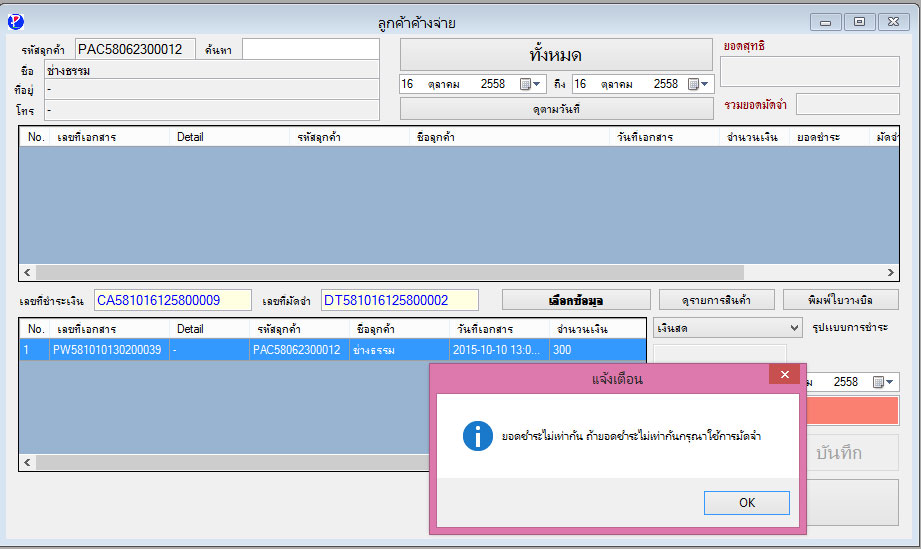 ลูกค้าค้างจ่าย
รหัสลูกค้า PAC58062300012 ค้นหา
ชื่อ ช่างธรรม
ที่อยู่ -
โทร -
ทั้งหมด
16 ตุลาคม 2558 ถึง 16 ตุลาคม 2558
ดูตามวันที่
ยอดสุทธิ
รวมยอดมัดจำ
No. เลขที่เอกสาร Detail รหัสลูกค้า ชื่อลูกค้า วันที่เอกสาร จำนวนเงิน ยอดชำระ มัดจำ
เลขที่ชำระเงิน CA581016125800009 เลขที่มัดจำ DT581016125800002 เลือกข้อมูล ดูรายการสินค้า พิมพ์ใบวางบิล
No. เลขที่เอกสาร Detail รหัสลูกค้า ชื่อลูกค้า วันที่เอกสาร จำนวนเงิน
1 PW581010130200039 - PAC58062300012 ช่างธรรม 2015-10-10 13:0... 300
เงินสด รูปแบบการชำระ
2558
บันทึก
แจ้งเตือน
ยอดชำระไม่เท่ากัน ถ้ายอดชำระไม่เท่ากันกรุณาใช้การมัดจำ
OK